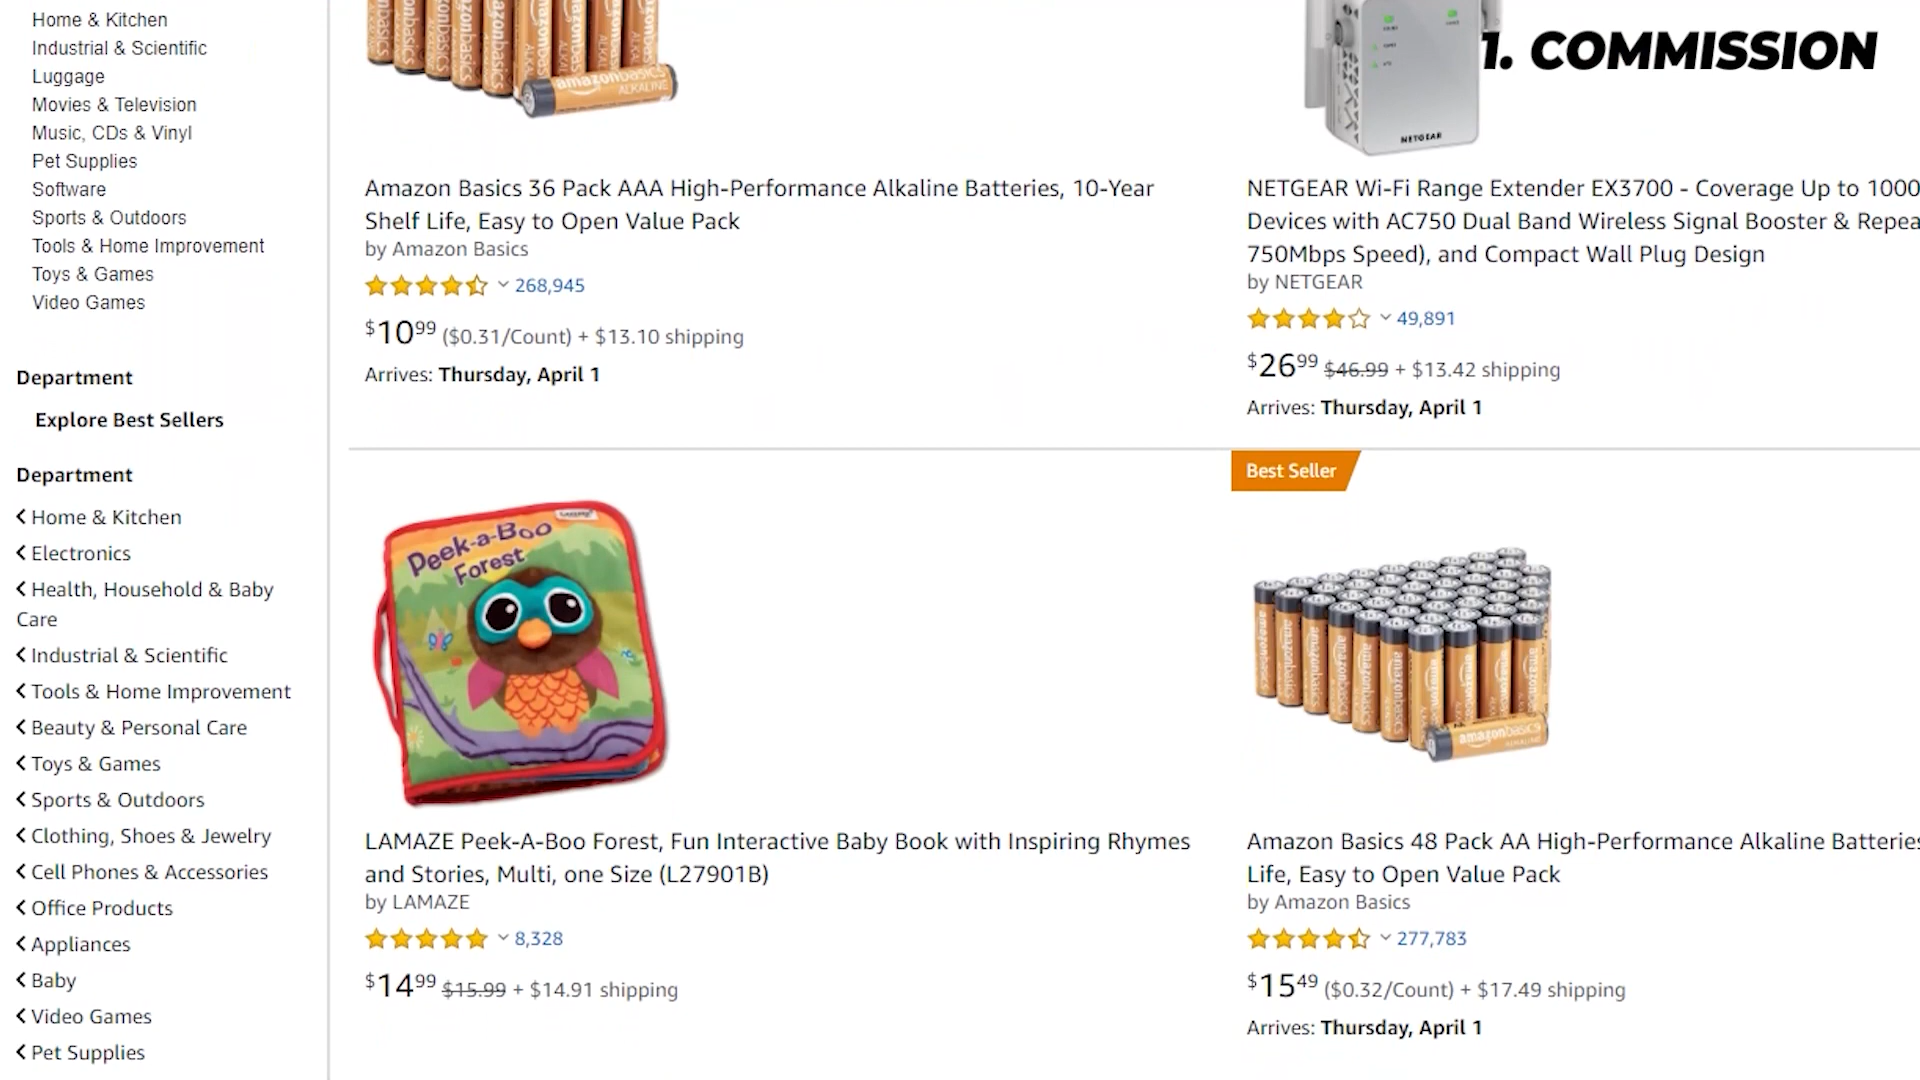 Home & Kitchen
Industrial & Scientific
Luggage
Movies & Television
Music, CDs & Vinyl
Pet Supplies
Software
Sports & Outdoors
Tools & Home Improvement
Toys & Games
Video Games
Department
Explore Best Sellers
Department
Home & Kitchen
Electronics
Health, Household & Baby
Care
Industrial & Scientific
Tools & Home Improvement
Beauty & Personal Care
Toys & Games
Sports & Outdoors
Clothing, Shoes & Jewelry
Cell Phones & Accessories
Office Products
Appliances
Baby
Video Games
Pet Supplies
amazonbasics
ALKALINE
Amazon Basics 36 Pack AAA High-Performance Alkaline Batteries, 10-Year
Shelf Life, Easy to Open Value Pack
by Amazon Basics
268,945
$10.99 ($0.31/Count) + $13.10 shipping
Arrives: Thursday, April 1
1. COMMISSION
NETGEAR
NETGEAR Wi-Fi Range Extender EX3700 - Coverage Up to 1000
Devices with AC750 Dual Band Wireless Signal Booster & Repea
750Mbps Speed), and Compact Wall Plug Design
by NETGEAR
49,891
$26.99 $46.99 + $13.42 shipping
Arrives: Thursday, April 1
Peek-a-Boo
Forest
LAMAZE Peek-A-Boo Forest, Fun Interactive Baby Book with Inspiring Rhymes
and Stories, Multi, one Size (L27901B)
by LAMAZE
8,328
$14.99 $15.99 + $14.91 shipping
Best Seller
amazonbasics
ALKALINE
Amazon Basics 48 Pack AA High-Performance Alkaline Batteries
Life, Easy to Open Value Pack
by Amazon Basics
277,783
$15.49 ($0.32/Count) + $17.49 shipping
Arrives: Thursday, April 1